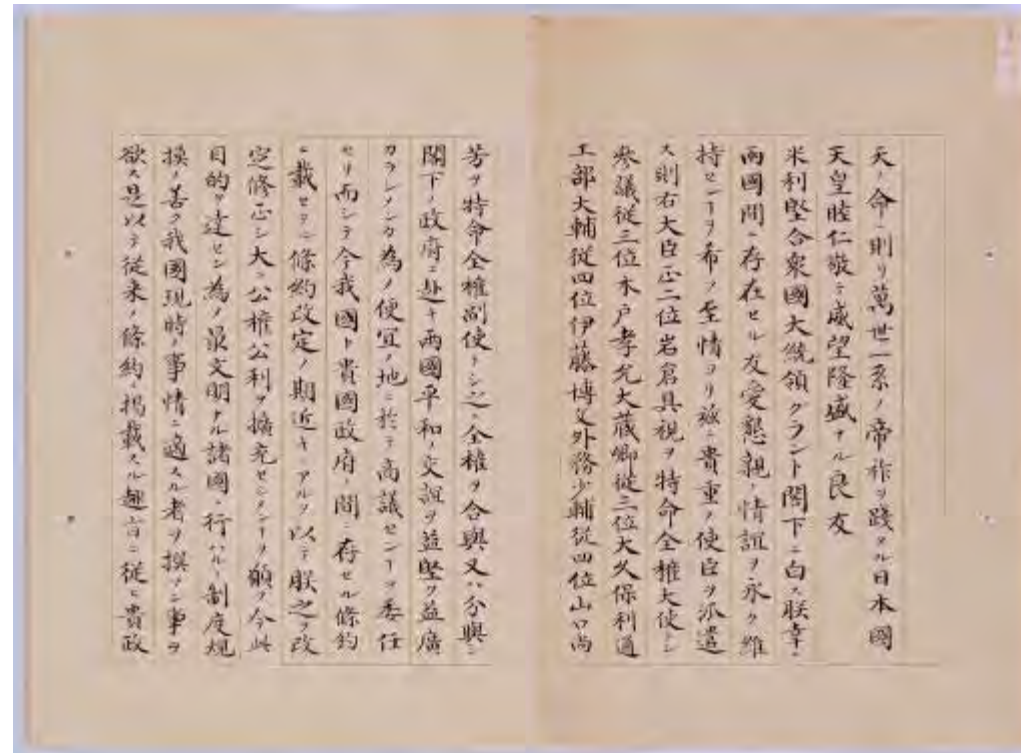 天ノ命ニ則リ萬世一系ノ帝祚ヲ践タル日本國
天皇睦仁敬テ威望隆盛ナル良友
米利堅合衆國大統領グラント閣下ニ白ス朕幸ニ
兩國間ニ存在セル友愛懇親ノ情誼ヲ永ク維
持センヿヲ希フ至情ヨリ茲ニ貴重ノ使臣ヲ派遣
ス則右大臣正二位岩倉具視ヲ特命全權大使トシ
參議從三位木戸孝允大蔵卿從三位大久保利通
工部大輔從四位伊藤博文外務少輔從四位山口尚
芳ヲ特命全權副使トシ之ニ全權ヲ合與又ハ分與シ
閣下ノ政府ニ赴キ兩國平和ノ交誼ヲ益堅ク益廣
カラシメンカ為ノ便宜ノ地ニ於テ商議センヿヲ委任
セリ而シテ今我國ト貴國政府ノ間ニ存セル條約
ニ載セタル條約改定ノ期近キアルヲ以テ朕之ヲ改
定修正シ大ニ公權公利ヲ擴充セシメンヿヲ願フ今此
目的ヲ達セン為ノ最文明ナル諸國ニ行ハルヽ制度規
模ノ善ク我國現時ノ事情ニ適スル者ヲ撰マン事ヲ
欲ス是以テ従来ノ條約ニ掲載スル趣旨ニ從ヒ貴政